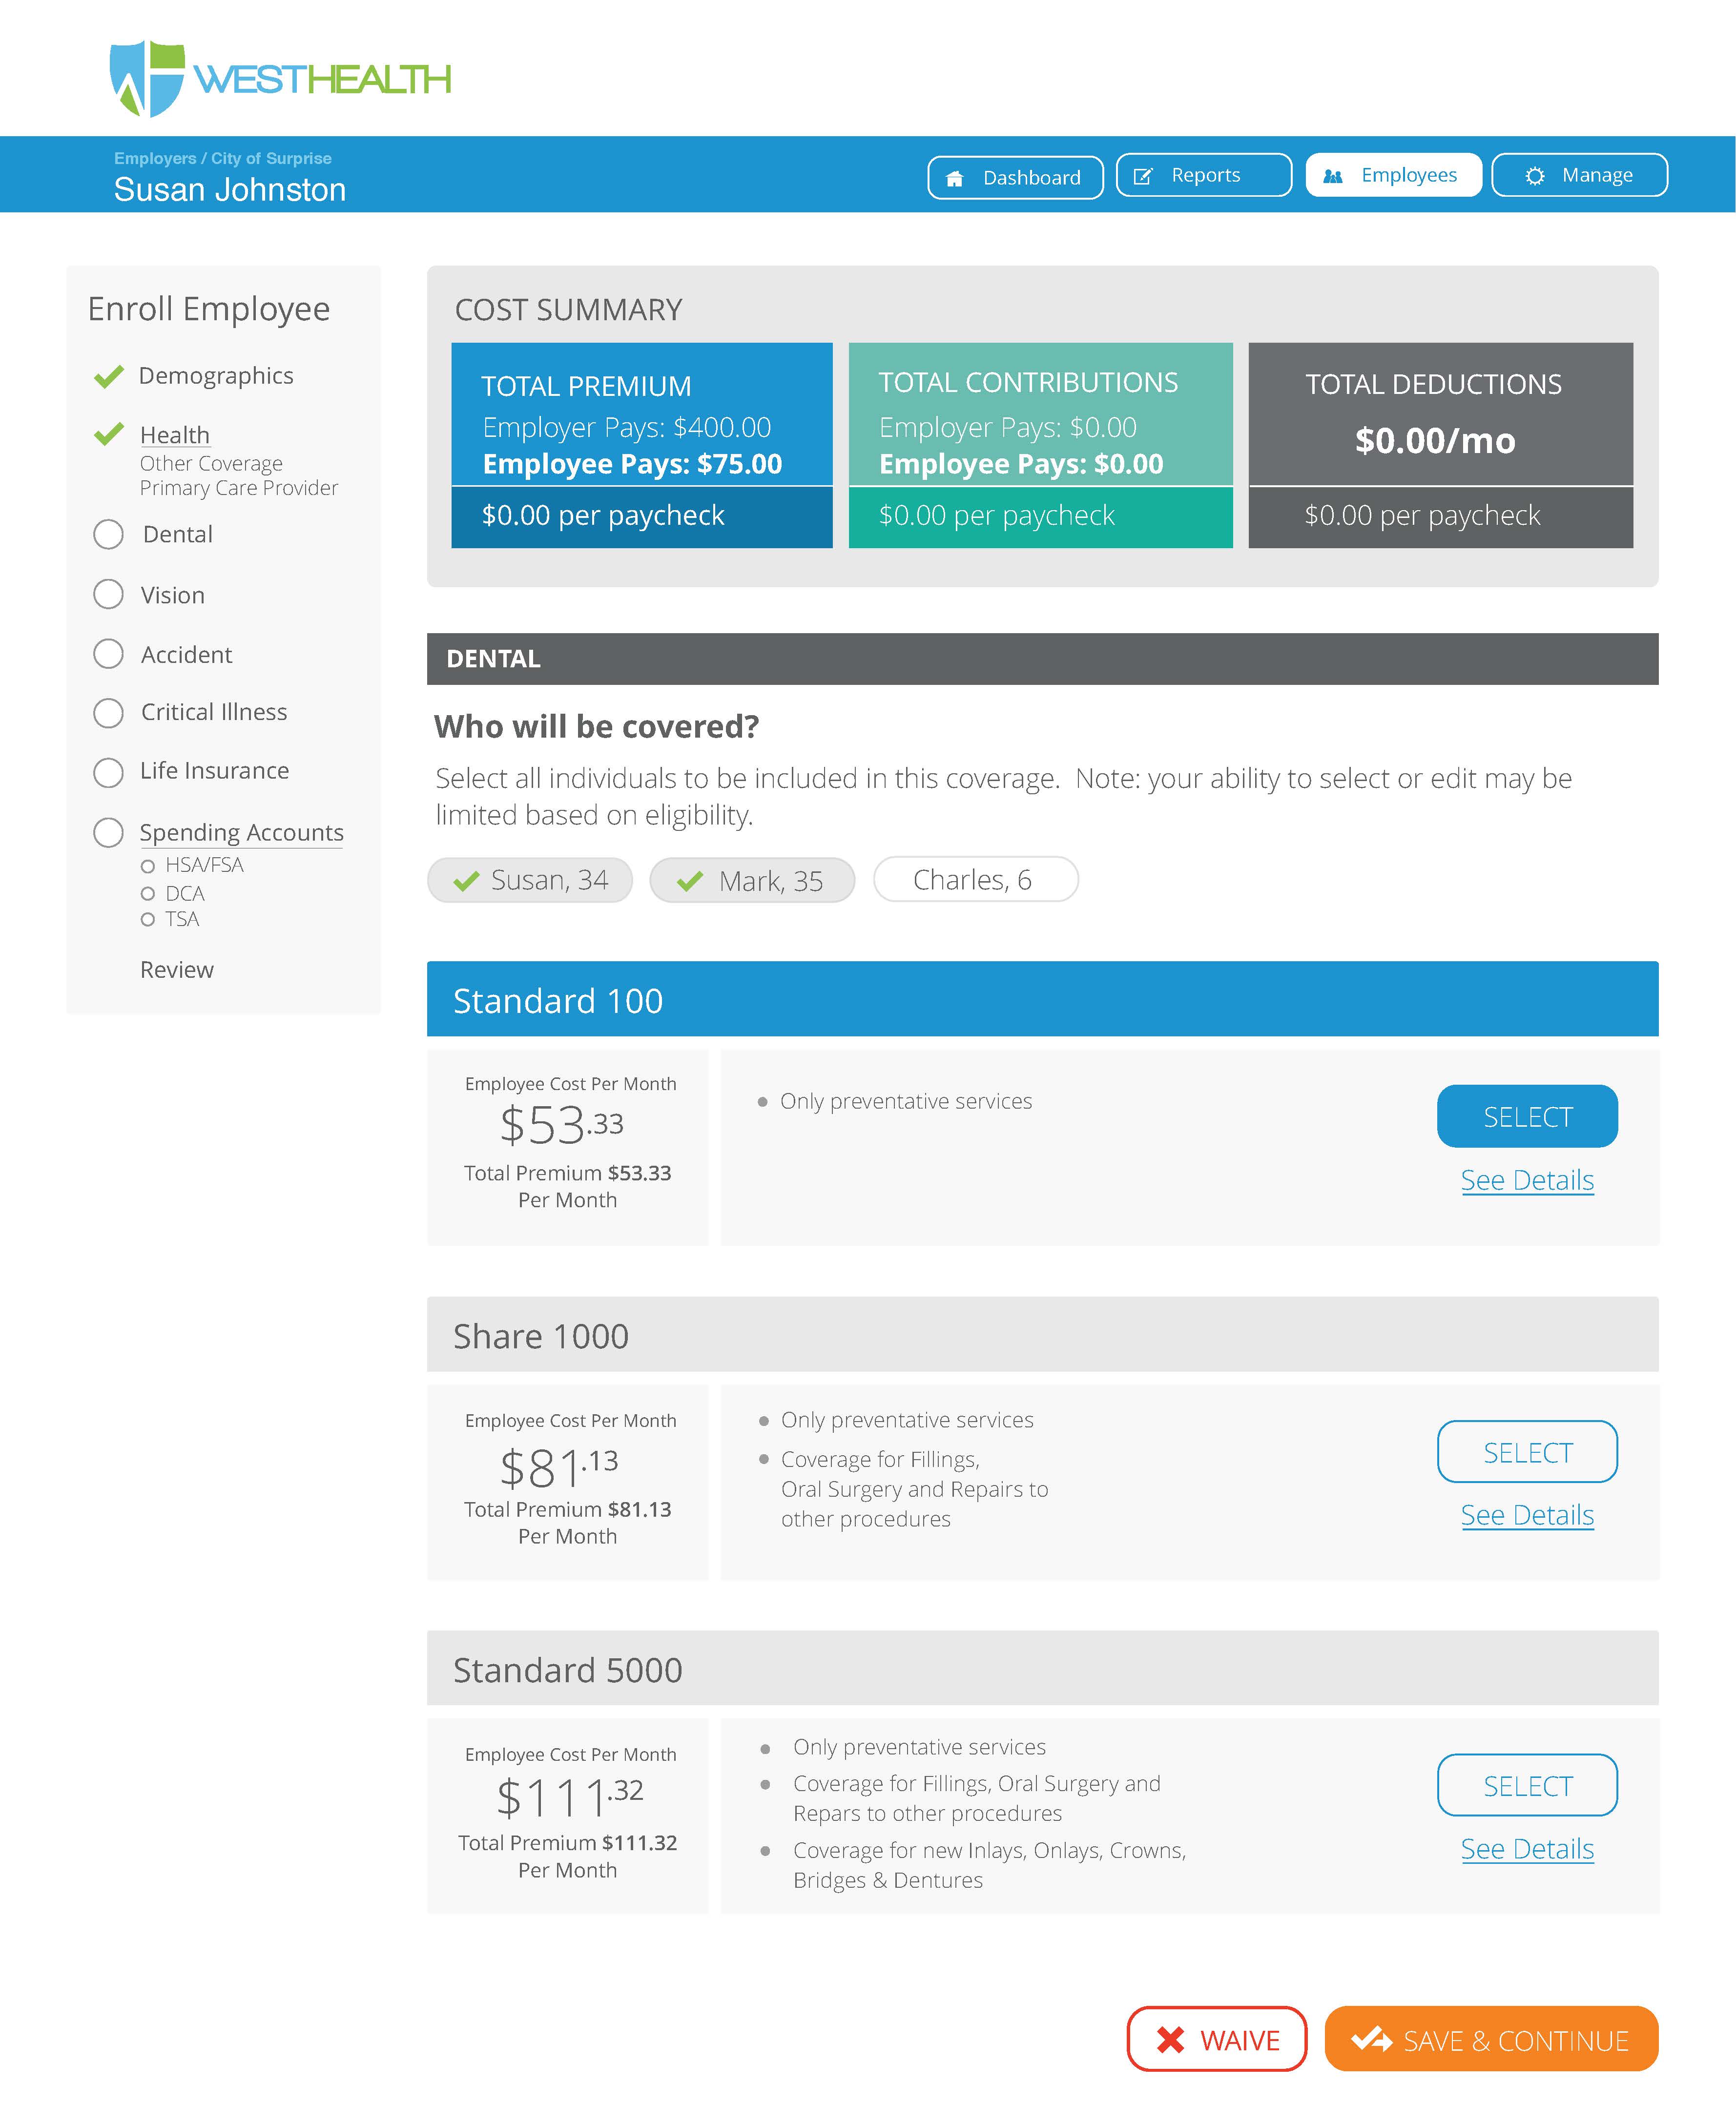 WESTHEALTH
Employers / City of Surprise
Susan Johnston
Dashboard
Reports
Employees
Manage
Enroll Employee
Demographics
Health
Other Coverage
Primary Care Provider
Dental
Vision
Accident
Critical Illness
Life Insurance
Spending Accounts
HSA/FSA
DCA
TSA
Review
COST SUMMARY
TOTAL PREMIUM
Employer Pays: $400.00
Employee Pays: $75.00
$0.00 per paycheck
TOTAL CONTRIBUTIONS
Employer Pays: $0.00
Employee Pays: $0.00
$0.00 per paycheck
TOTAL DEDUCTIONS
$0.00/mo
$0.00 per paycheck
DENTAL
Who will be covered?
Select all individuals to be included in this coverage. Note: your ability to select or edit may be
limited based on eligibility.
Susan, 34
Mark, 35
Charles, 6
Standard 100
Employee Cost Per Month
$53.33
Total Premium $53.33
Per Month
Only preventative services
SELECT
See Details
Share 1000
Employee Cost Per Month
$81.13
Total Premium $81.13
Per Month
Only preventative services
Coverage for Fillings,
Oral Surgery and Repairs to
other procedures
SELECT
See Details
Standard 5000
Employee Cost Per Month
$111.32
Total Premium $111.32
Per Month
Only preventative services
Coverage for Fillings, Oral Surgery and
Repars to other procedures
Coverage for new Inlays, Onlays, Crowns,
Bridges & Dentures
SELECT
See Details
WAIVE
SAVE & CONTINUE